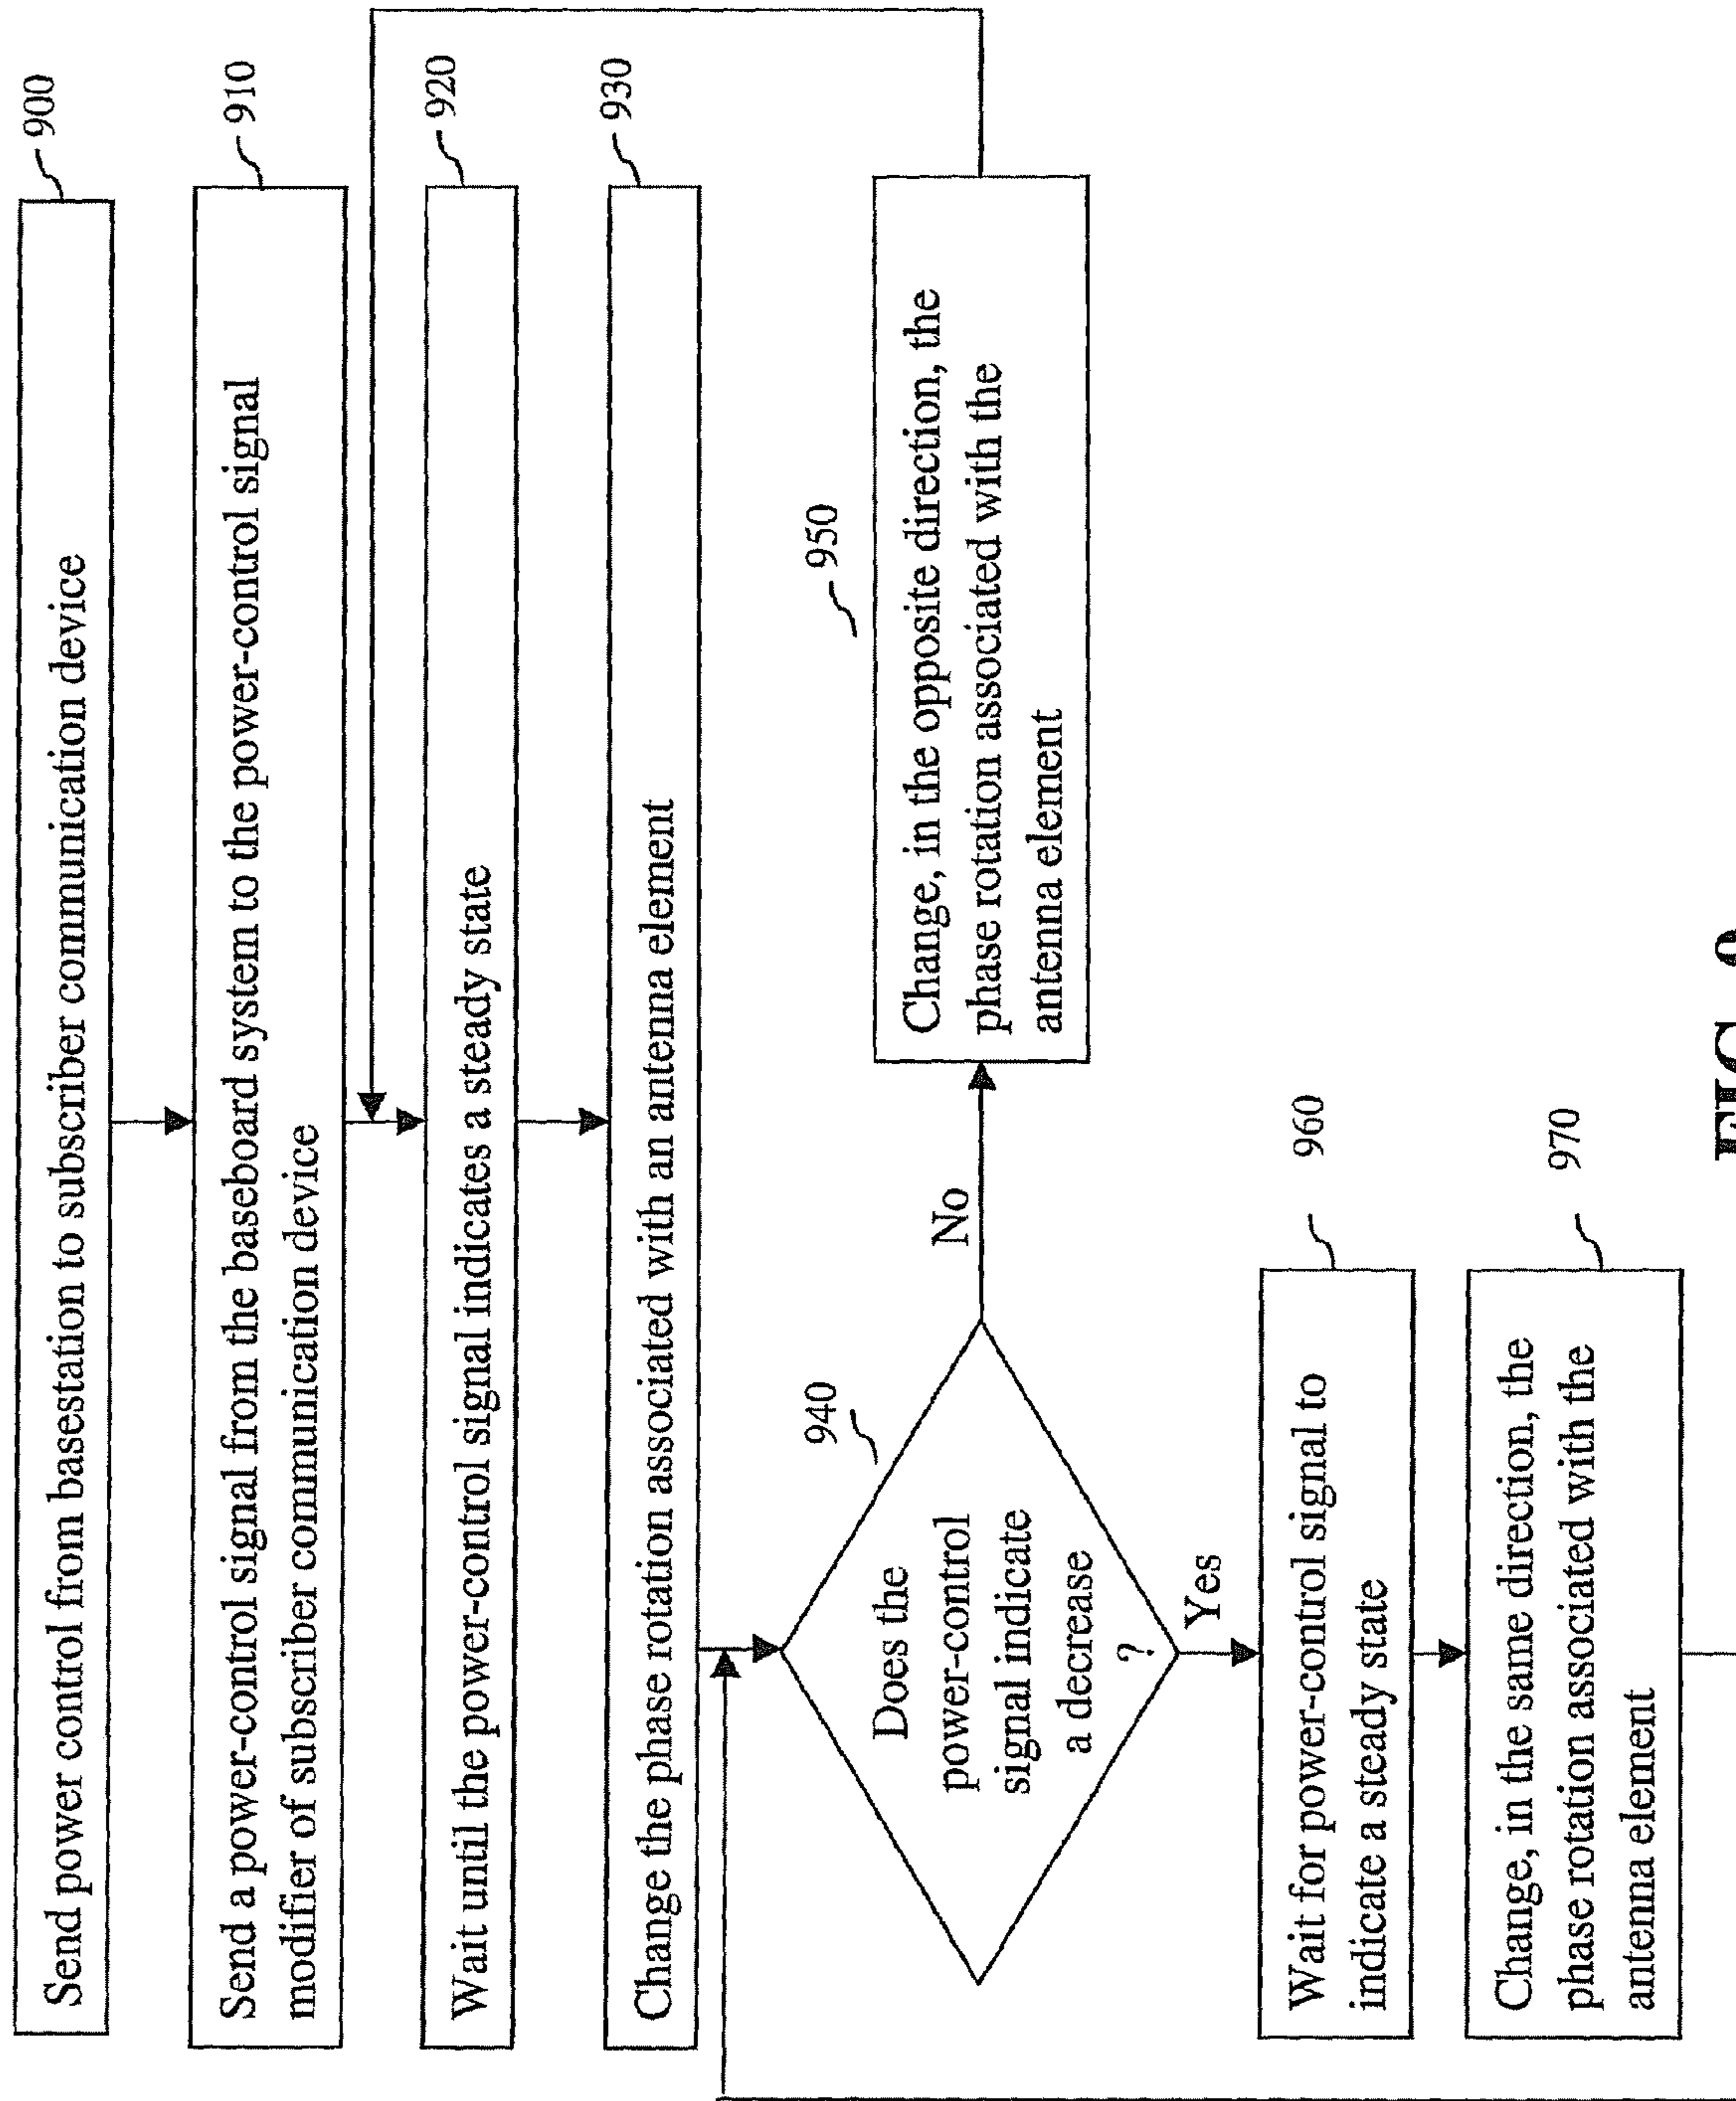 900
Send power control from basestation to subscriber communication device
910
Send a power-control signal from the baseboard system to the power-control signal
modifier of subscriber communication device
920
Wait until the power-control signal indicates a steady state
930
Change the phase rotation associated with an antenna element
940
Does the
power-control
signal indicate
a decrease
?
No
950
Change, in the opposite direction, the
phase rotation associated with the
antenna element
Yes
960
Wait for power-control signal to
indicate a steady state
970
Change, in the same direction, the
phase rotation associated with the
antenna element